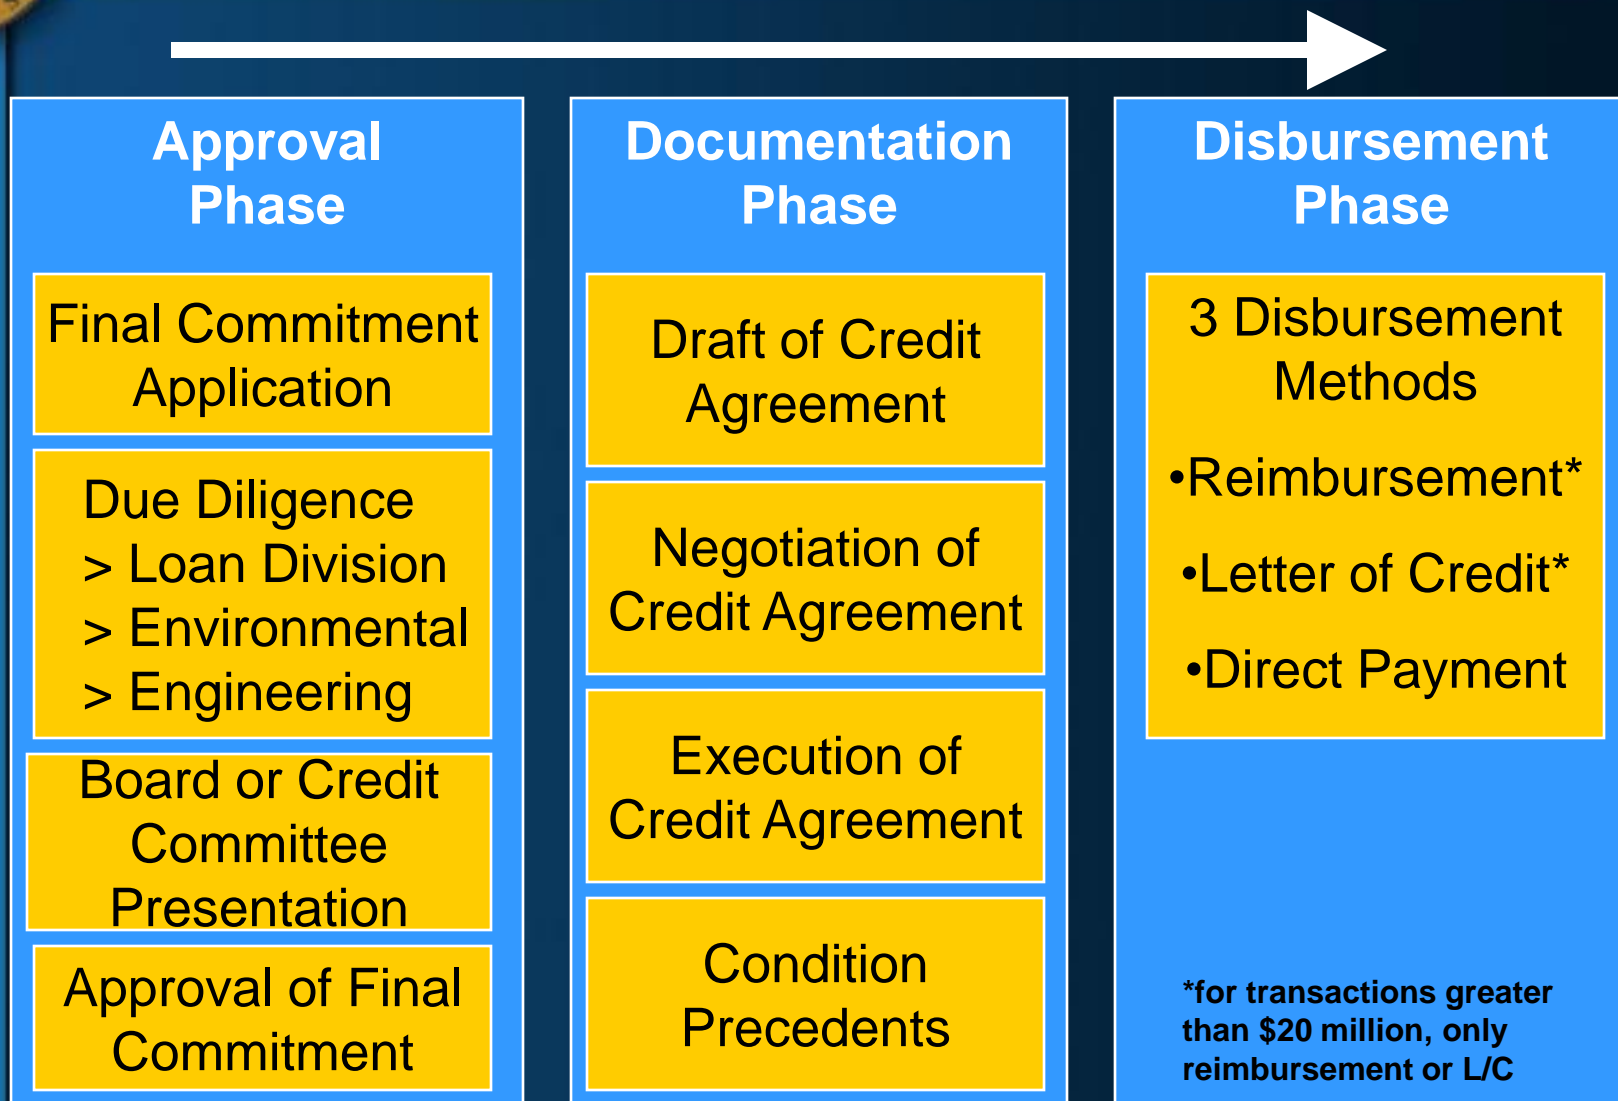 Approval
Phase
Final Commitment
Application
Due Diligence
> Loan Division
> Environmental
> Engineering
Board or Credit
Committee
Presentation
Approval of Final
Commitment
Documentation
Phase
Draft of Credit
Agreement
Negotiation of
Credit Agreement
Execution of
Credit Agreement
Condition
Precedents
Disbursement
Phase
3 Disbursement
Methods
•Reimbursement*
•Letter of Credit*
•Direct Payment
*for transactions greater
than $20 million, only
reimbursement or L/C